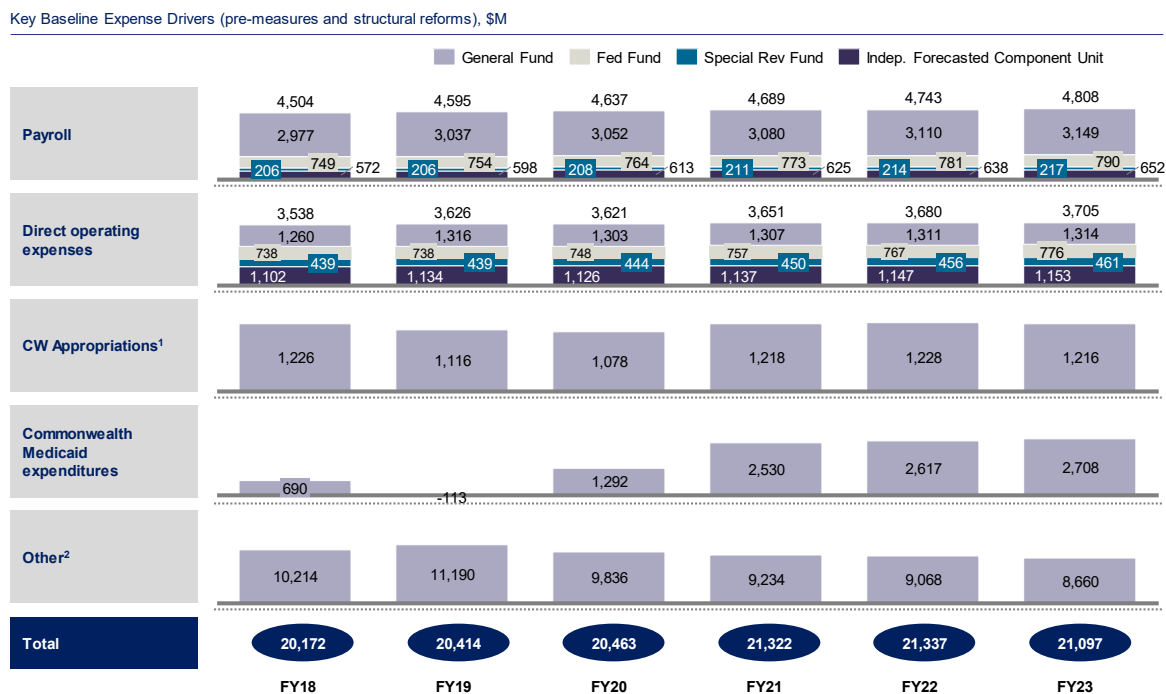 Key Baseline Expense Drivers (pre-measures and structural reforms), $M
General Fund Fed Fund Special Rev Fund Indep. Forecasted Component Unit
Payroll
4,504 4,595 4,637 4,689 4,743 4,808
2,977 3,037 3,052 3,080 3,110 3,149
749 754 764 773 781 790
206 572 206 598 208 613 211 625 214 638 217 652
Direct operating
expenses
3,538 3,626 3,621 3,651 3,680 3,705
1,260 1,316 1,303 1,307 1,311 1,314
738 738 748 757 767 776
439 439 444 450 456 461
1,102 1,134 1,126 1,137 1,147 1,153
CW Appropriations1
1,226 1,116 1,078 1,218 1,228 1,216
Commonwealth
Medicaid
expenditures
690 -113 1,292 2,530 2,617 2,708
Other2
10,214 11,190 9,836 9,234 9,068 8,660
Total
20,172 20,414 20,463 21,322 21,337 21,097
FY18 FY19 FY20 FY21 FY22 FY23